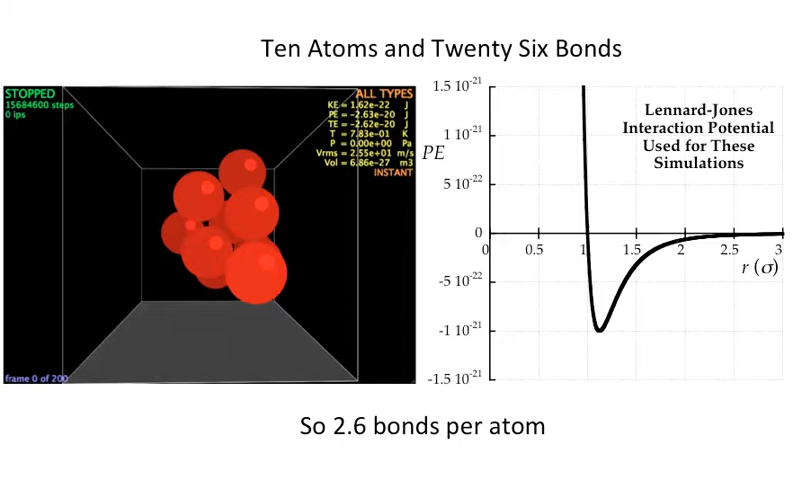 Ten Atoms and Twenty Six Bonds
STOPPED
15684600 steps
0 ips
ALL TYPES
KE = 1.62e-22 J
PE = -2.63e-20 J
TE = -2.62e-20 J
T = 7.83e-01 K
P = 0.00e+00 Pa
Vrms = 2.55e+01 m/s
Vol = 6.86e-27 m3
INSTANT
frame 0 of 200
Lennard-Jones
Interaction Potential
Used for These
Simulations
PE
1.5 10-21
1 10-21
5 10-22
0
-5 10-22
-1 10-21
-1.5 10-21
0 0.5 1 1.5 2 2.5 3
r (σ)
So 2.6 bonds per atom